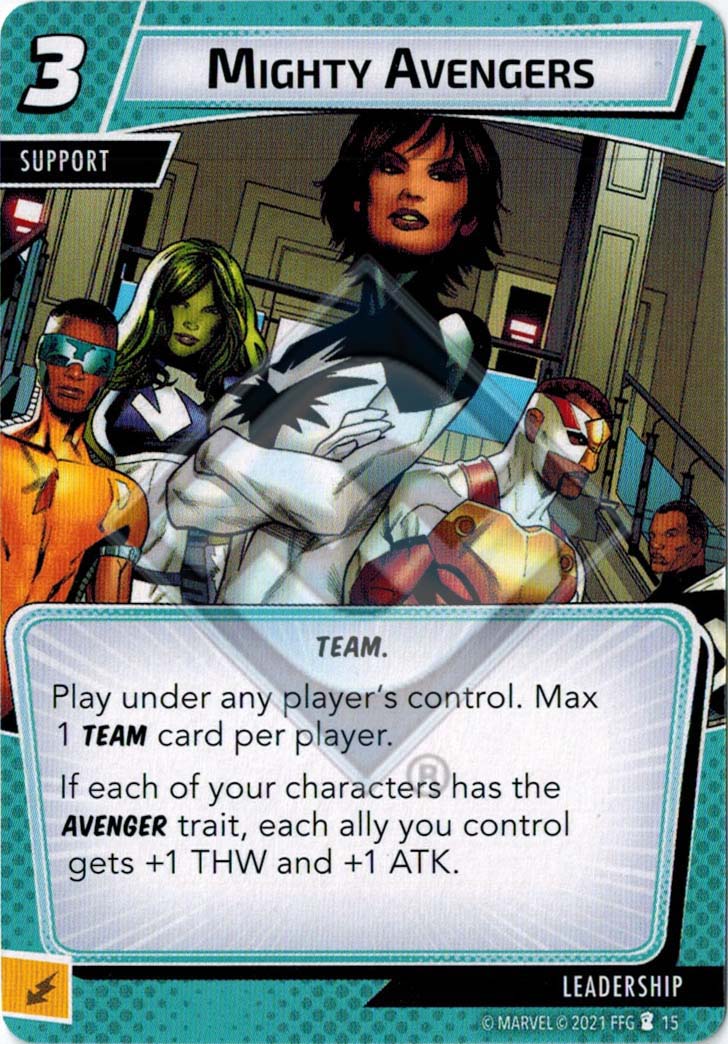 3
MIGHTY AVENGERS
SUPPORT
V
TEAM.
Play under any player's control. Max
1 TEAM card per player.
If each of your characters has the
AVENGER trait, each ally you control
gets +1 THW and +1 ATK.
®
LEADERSHIP
© MARVEL © 2021 FFG 15